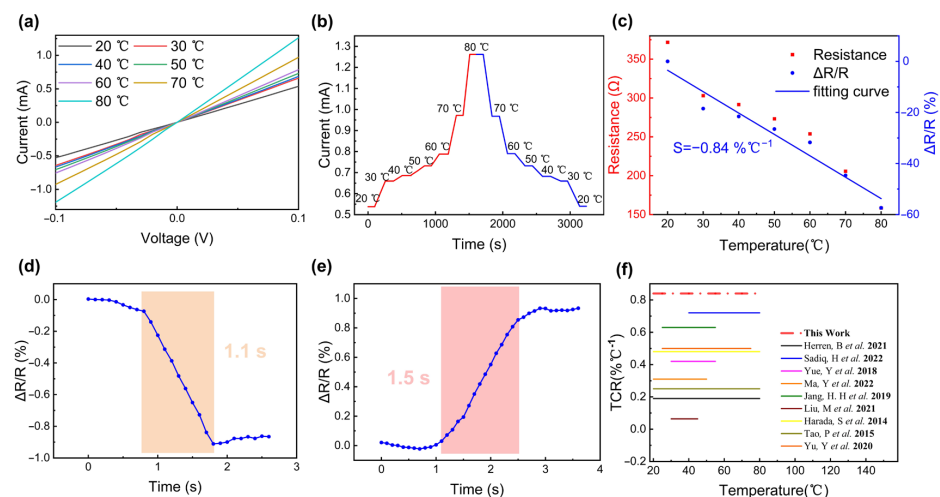 (a)
20 ℃
30 ℃
40 ℃
50 ℃
60 ℃
70 ℃
80 ℃
Current (mA)
1.0
0.5
0.0
-0.5
-1.0
-0.1
0.0
0.1
Voltage (V)
(b)
Current (mA)
1.3
1.2
1.1
1.0
0.9
0.8
0.7
0.6
0.5
20 ℃
30 ℃
40 ℃
50 ℃
60 ℃
70 ℃
80 ℃
70 ℃
60 ℃
50 ℃
40 ℃
30 ℃
20 ℃
0
1000
2000
3000
Time (s)
(c)
Resistance (Ω)
350
300
250
200
150
Resistance
ΔR/R
fitting curve
S=−0.84 %℃⁻¹
0
-20
-40
-60
ΔR/R (%)
20
30
40
50
60
70
80
Temperature(℃)
(d)
ΔR/R (%)
0.0
-0.2
-0.4
-0.6
-0.8
-1.0
1.1 s
0
1
2
3
Time (s)
(e)
ΔR/R (%)
1.0
0.8
0.6
0.4
0.2
0.0
1.5 s
0
1
2
3
4
Time (s)
(f)
TCR(% ℃⁻¹)
0.8
0.6
0.4
0.2
0.0
-0.2
This Work
Herren, B et al. 2021
Sadiq, H et al. 2022
Yue, Y et al. 2018
Ma, Y et al. 2022
Jang, H. H et al. 2019
Liu, M et al. 2021
Harada, S et al. 2014
Tao, P et al. 2015
Yu, Y et al. 2020
20
40
60
80
100
120
140
Temperature(℃)